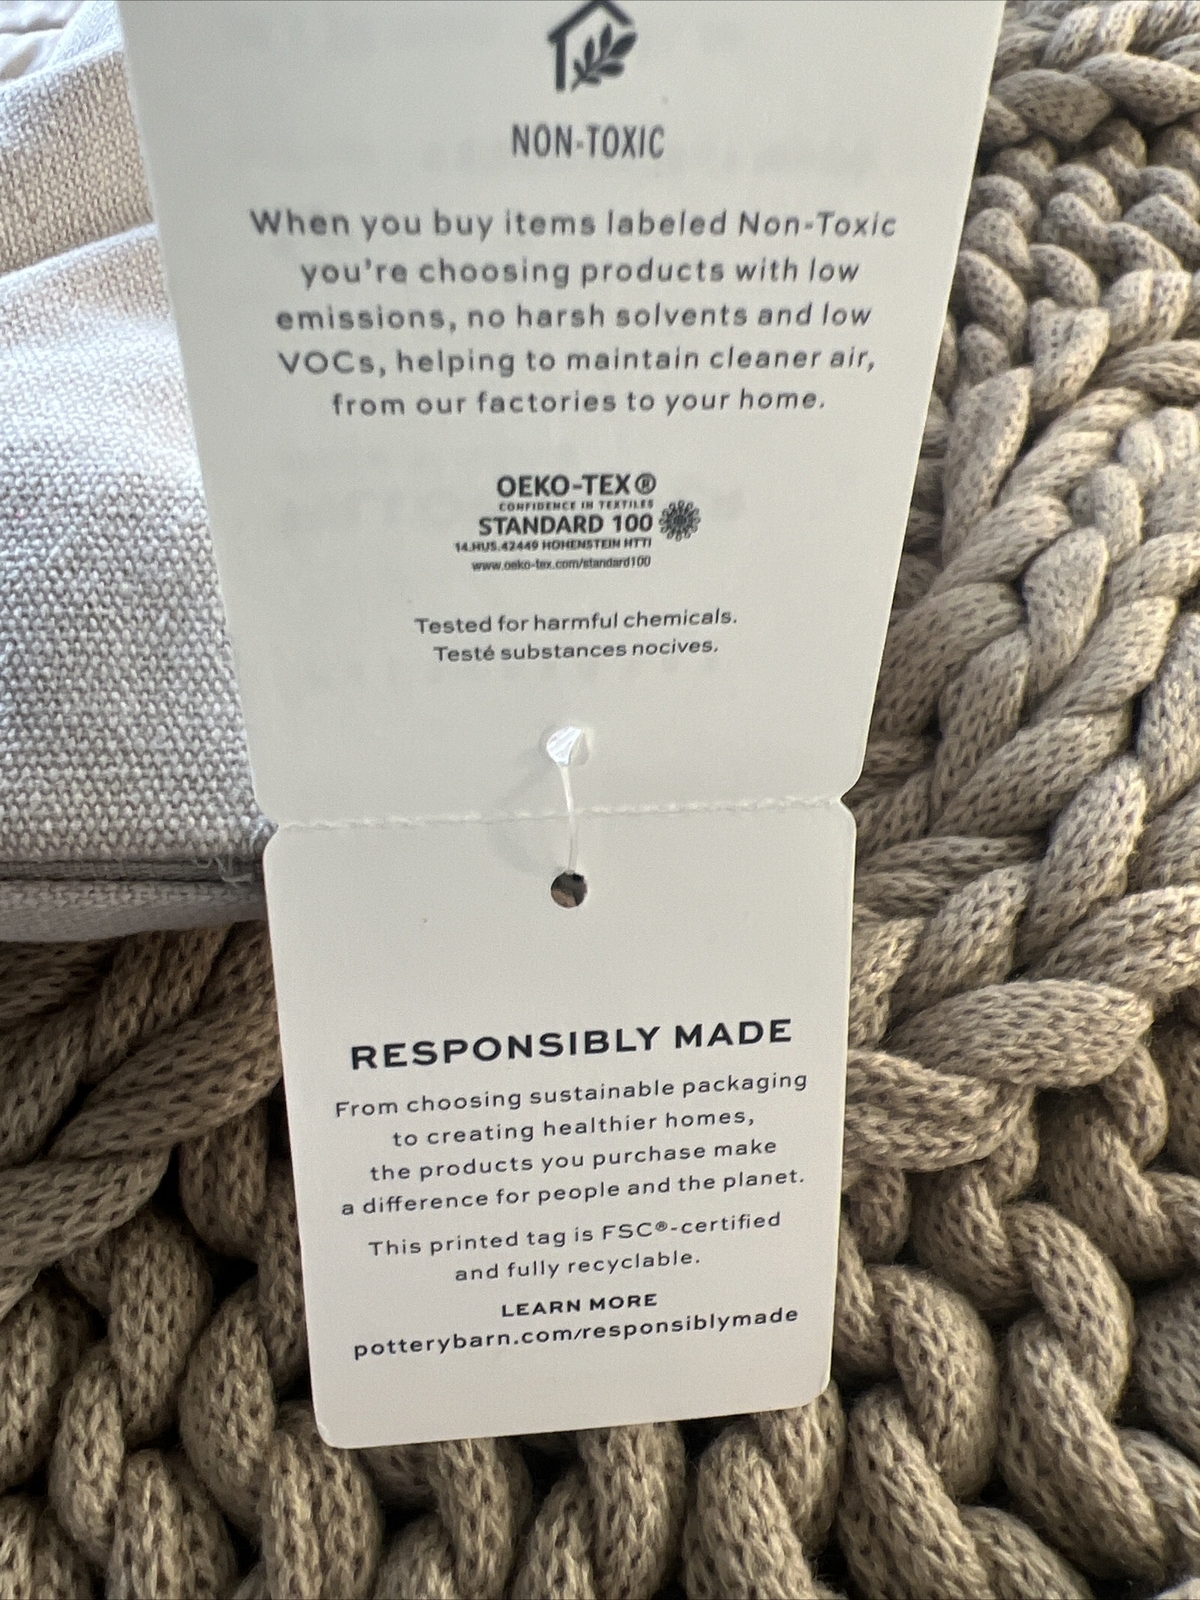 NON-TOXIC
When you buy items labeled Non-Toxic
you're choosing products with low
emissions, no harsh solvents and low
VOCs, helping to maintain cleaner air,
from our factories to your home.
OEKO-TEX®
CONFIDENCE IN TEXTILES
STANDARD 100
14.HUS.42449 HOHENSTEIN HTTI
www.oeko-tex.com/standard100
Tested for harmful chemicals.
Testé substances nocives.
RESPONSIBLY MADE
From choosing sustainable packaging
to creating healthier homes,
the products you purchase make
a difference for people and the planet.
This printed tag is FSC®-certified
and fully recyclable.
LEARN MORE
potterybarn.com/responsiblymade